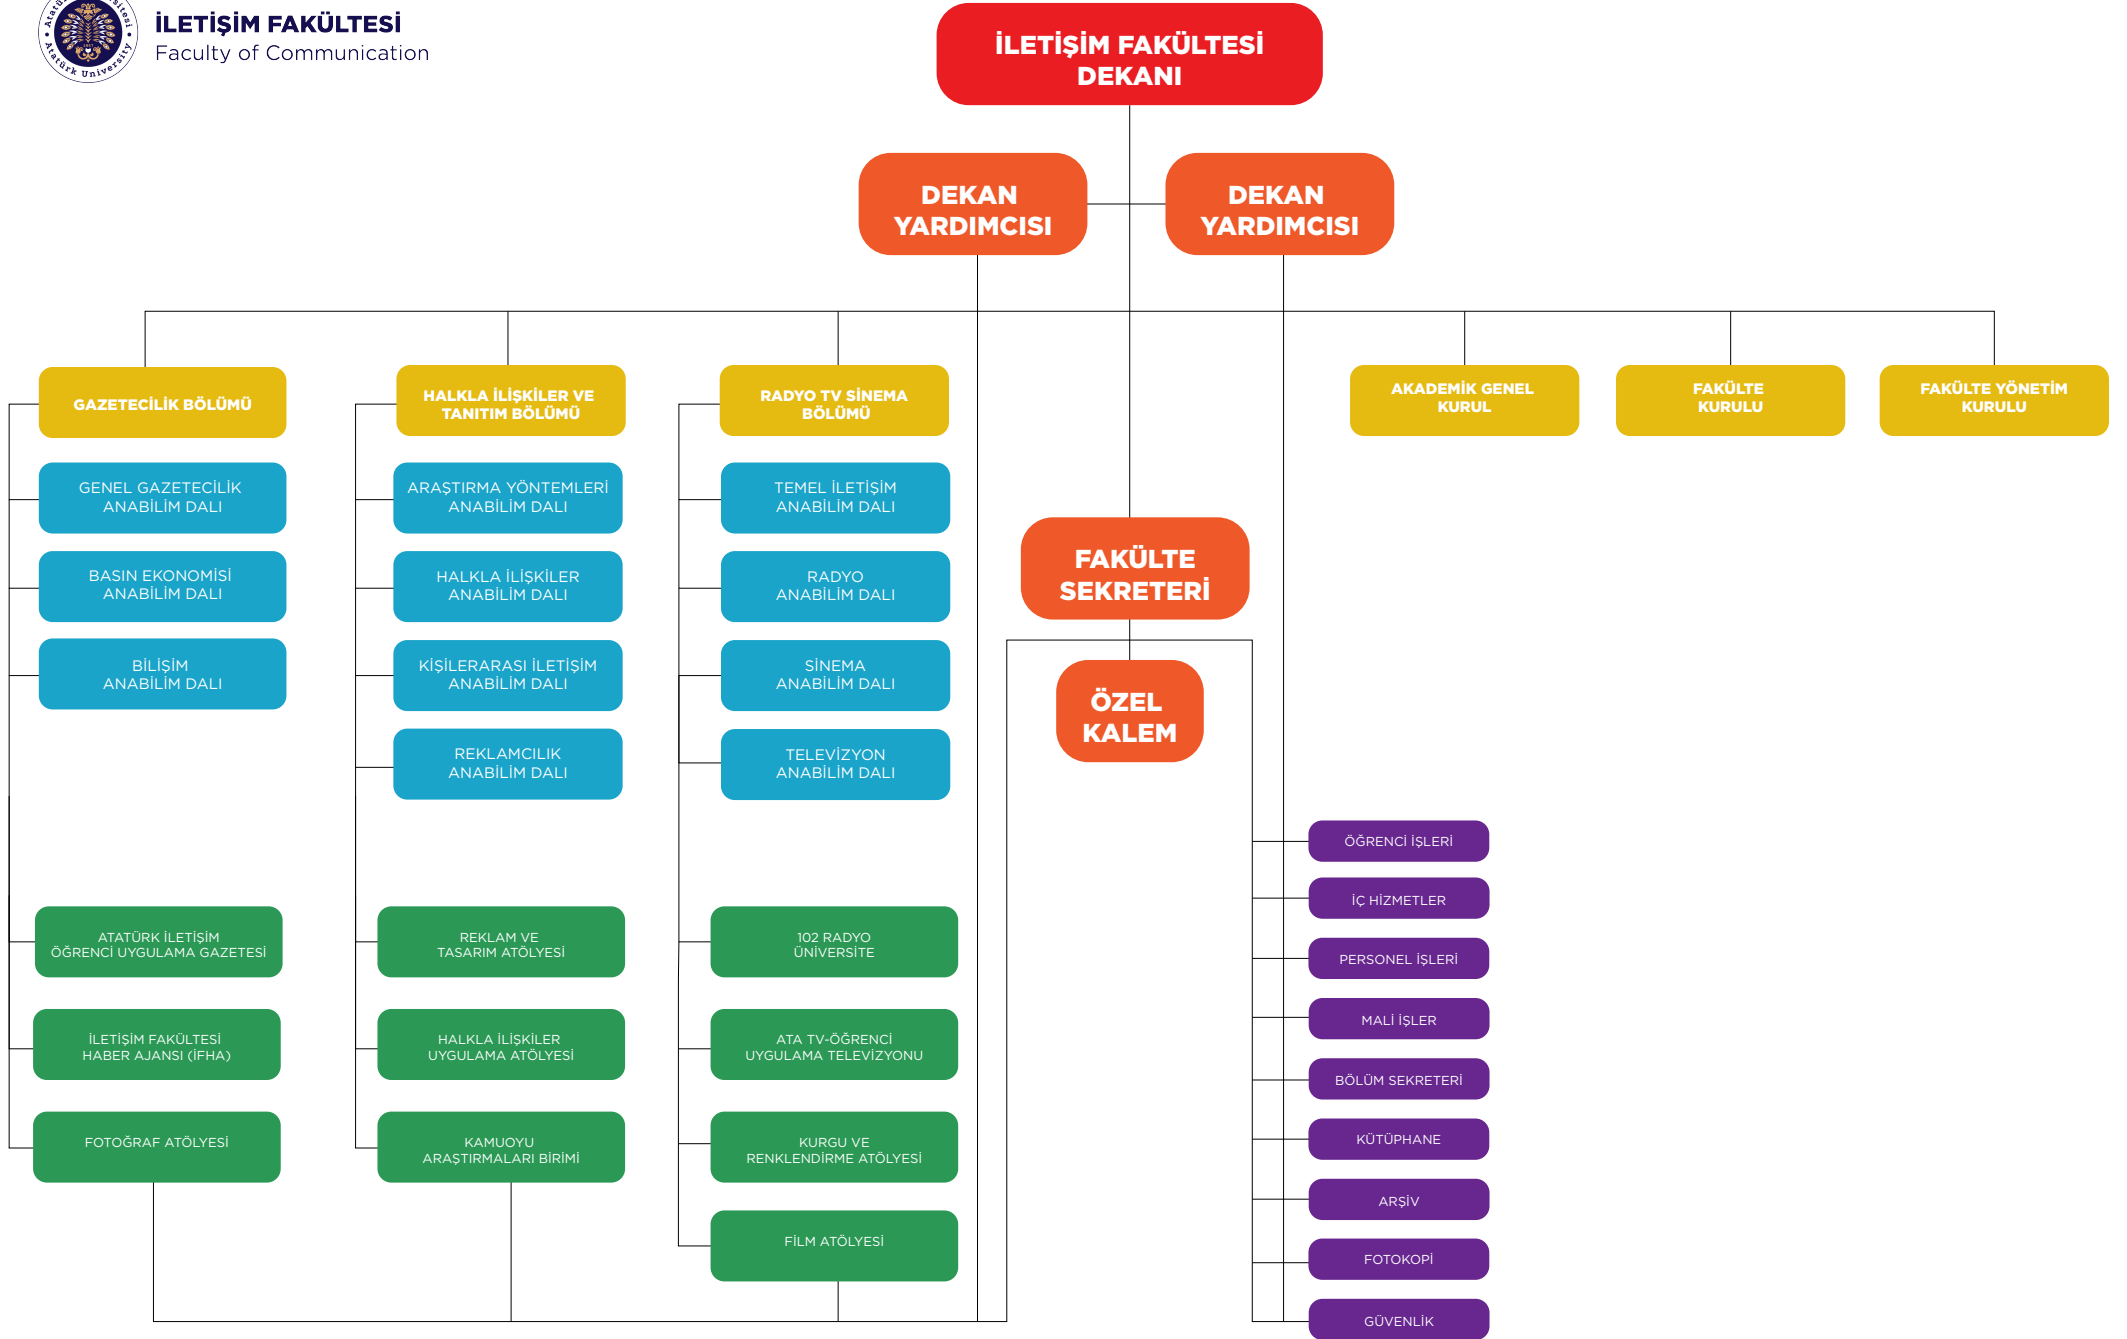 İLETİŞİM FAKÜLTESİ
Faculty of Communication
Atatürk University
İLETİŞİM FAKÜLTESİ
DEKANI
DEKAN
YARDIMCISI
DEKAN
YARDIMCISI
GAZETECİLİK BÖLÜMÜ
HALKLA İLİŞKİLER VE
TANITIM BÖLÜMÜ
RADYO TV SİNEMA
BÖLÜMÜ
AKADEMİK GENEL
KURUL
FAKÜLTE
KURULU
FAKÜLTE YÖNETİM
KURULU
GENEL GAZETECİLİK
ANABİLİM DALI
BASIN EKONOMİSİ
ANABİLİM DALI
BİLİŞİM
ANABİLİM DALI
ARAŞTIRMA YÖNTEMLERİ
ANABİLİM DALI
HALKLA İLİŞKİLER
ANABİLİM DALI
KİŞİLERARASI İLETİŞİM
ANABİLİM DALI
REKLAMCILIK
ANABİLİM DALI
TEMEL İLETİŞİM
ANABİLİM DALI
RADYO
ANABİLİM DALI
SİNEMA
ANABİLİM DALI
TELEVİZYON
ANABİLİM DALI
FAKÜLTE
SEKRETERİ
ÖZEL
KALEM
ATATÜRK İLETİŞİM
ÖĞRENCİ UYGULAMA GAZETESİ
İLETİŞİM FAKÜLTESİ
HABER AJANSI (İFHA)
FOTOĞRAF ATÖLYESİ
REKLAM VE
TASARIM ATÖLYESİ
HALKLA İLİŞKİLER
UYGULAMA ATÖLYESİ
KAMUOYU
ARAŞTIRMALARI BİRİMİ
102 RADYO
ÜNİVERSİTE
ATA TV-ÖĞRENCİ
UYGULAMA TELEVİZYONU
KURGU VE
RENKLENDİRME ATÖLYESİ
FİLM ATÖLYESİ
ÖĞRENCİ İŞLERİ
İÇ HİZMETLER
PERSONEL İŞLERİ
MALİ İŞLER
BÖLÜM SEKRETERİ
KÜTÜPHANE
ARŞİV
FOTOKOPİ
GÜVENLİK